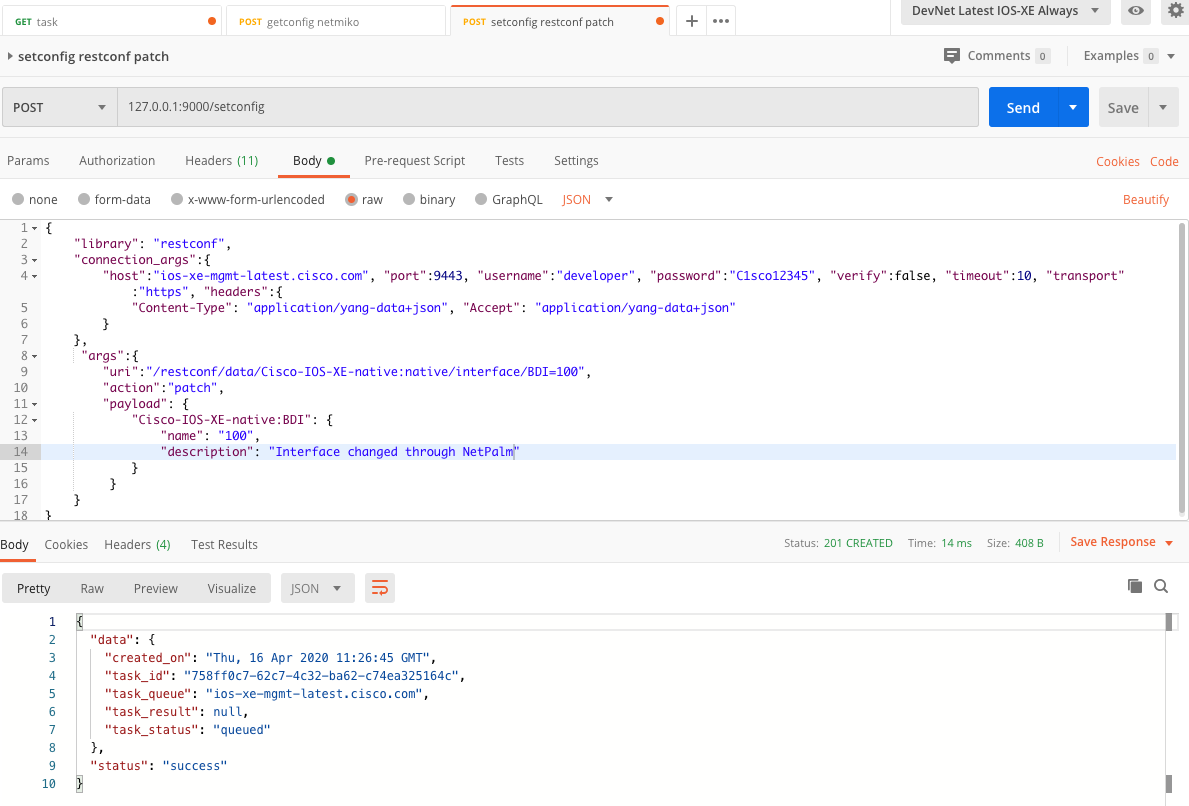 GET task
POST getconfig netmiko
POST setconfig restconf patch
DevNet Latest IOS-XE Always
setconfig restconf patch
Comments 0
Examples 0
POST
127.0.0.1:9000/setconfig
Send
Save
Params Authorization Headers (11) Body Pre-request Script Tests Settings Cookies Code
none form-data x-www-form-urlencoded raw binary GraphQL JSON Beautify
1 {
2 "library": "restconf",
3 "connection_args":{
4 "host":"ios-xe-mgmt-latest.cisco.com", "port":9443, "username":"developer", "password":"C1sco12345", "verify":false, "timeout":10, "transport"
:"https", "headers":{
5 "Content-Type": "application/yang-data+json", "Accept": "application/yang-data+json"
6 }
7 },
8 "args":{
9 "uri":"/restconf/data/Cisco-IOS-XE-native:native/interface/BDI=100",
10 "action":"patch",
11 "payload": {
12 "Cisco-IOS-XE-native:BDI": {
13 "name": "100",
14 "description": "Interface changed through NetPalm"
15 }
16 }
17 }
18 }
Body Cookies Headers (4) Test Results Status: 201 CREATED Time: 14 ms Size: 408 B Save Response
Pretty Raw Preview Visualize JSON
1 {
2 "data": {
3 "created_on": "Thu, 16 Apr 2020 11:26:45 GMT",
4 "task_id": "758ff0c7-62c7-4c32-ba62-c74ea325164c",
5 "task_queue": "ios-xe-mgmt-latest.cisco.com",
6 "task_result": null,
7 "task_status": "queued"
8 },
9 "status": "success"
10 }